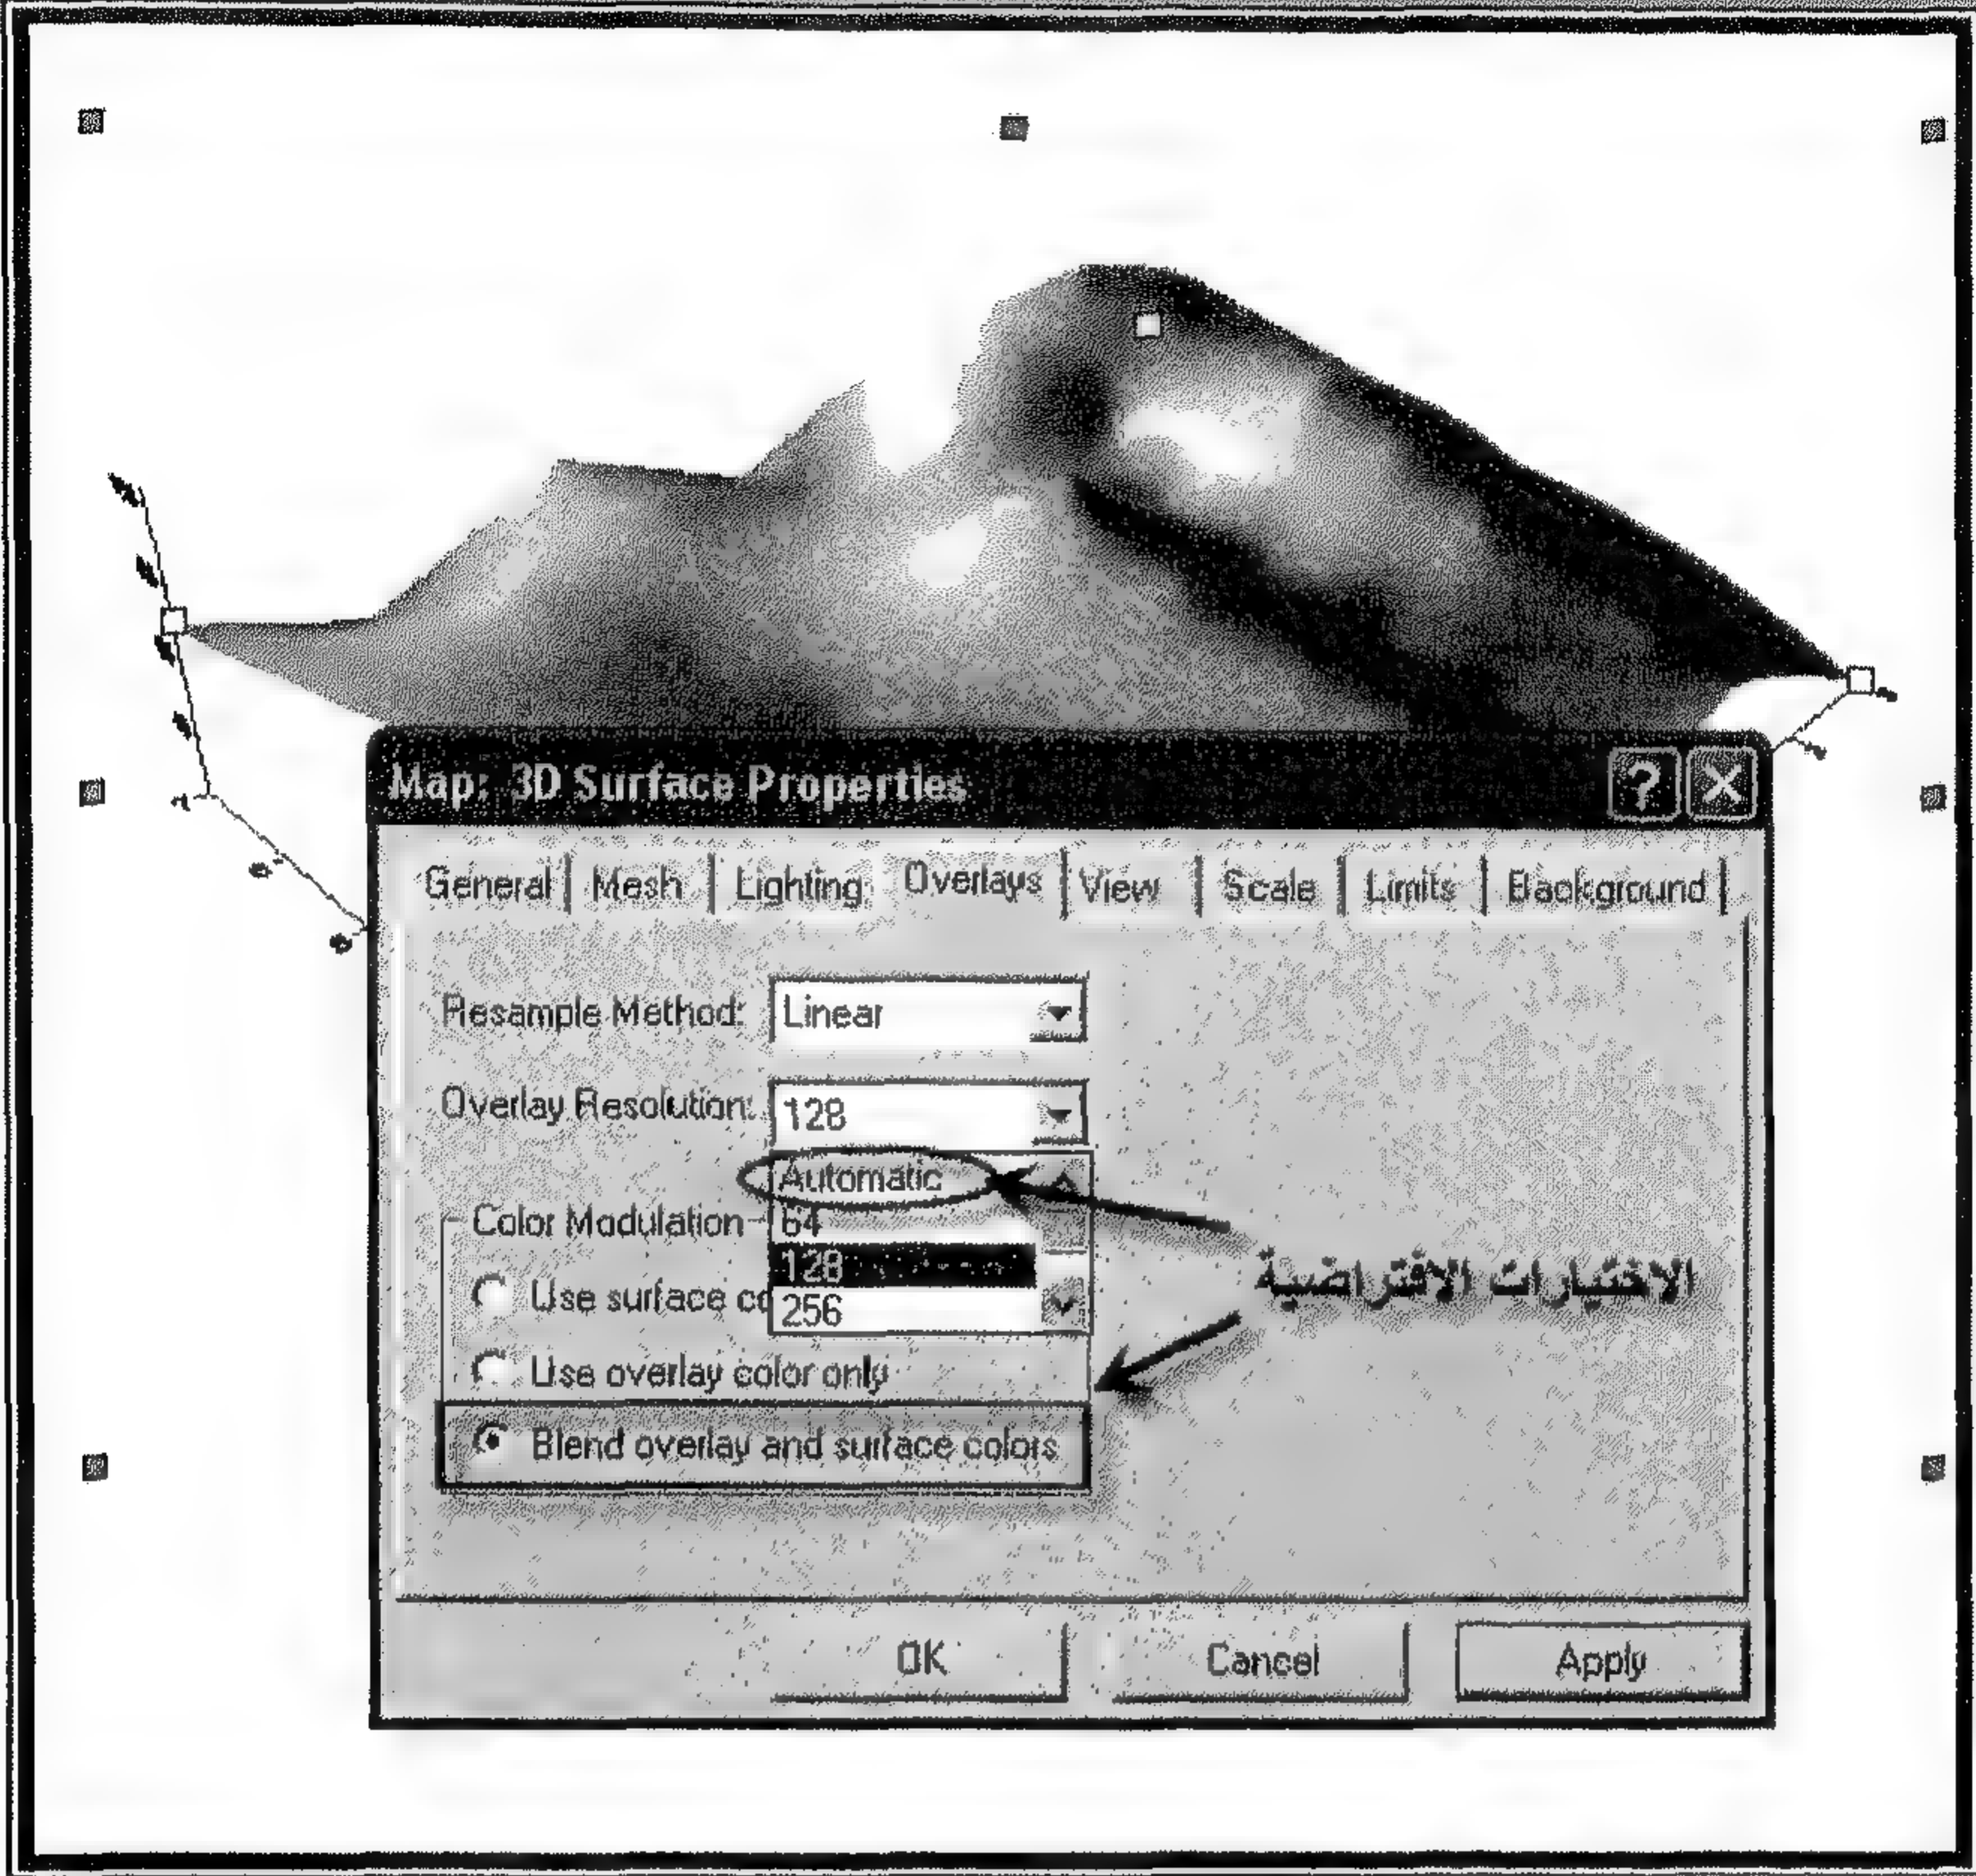 Map: 3D Surface Properties
General Mesh Lighting Overlays View Scale Limits Background
Resample Method: Linear
Overlay Resolution: 128
Automatic
Color Modulation 64
128
الاختيارات الافتراضية
Use surface co 256
Use overlay color only
Blend overlay and surface colors
OK Cancel Apply